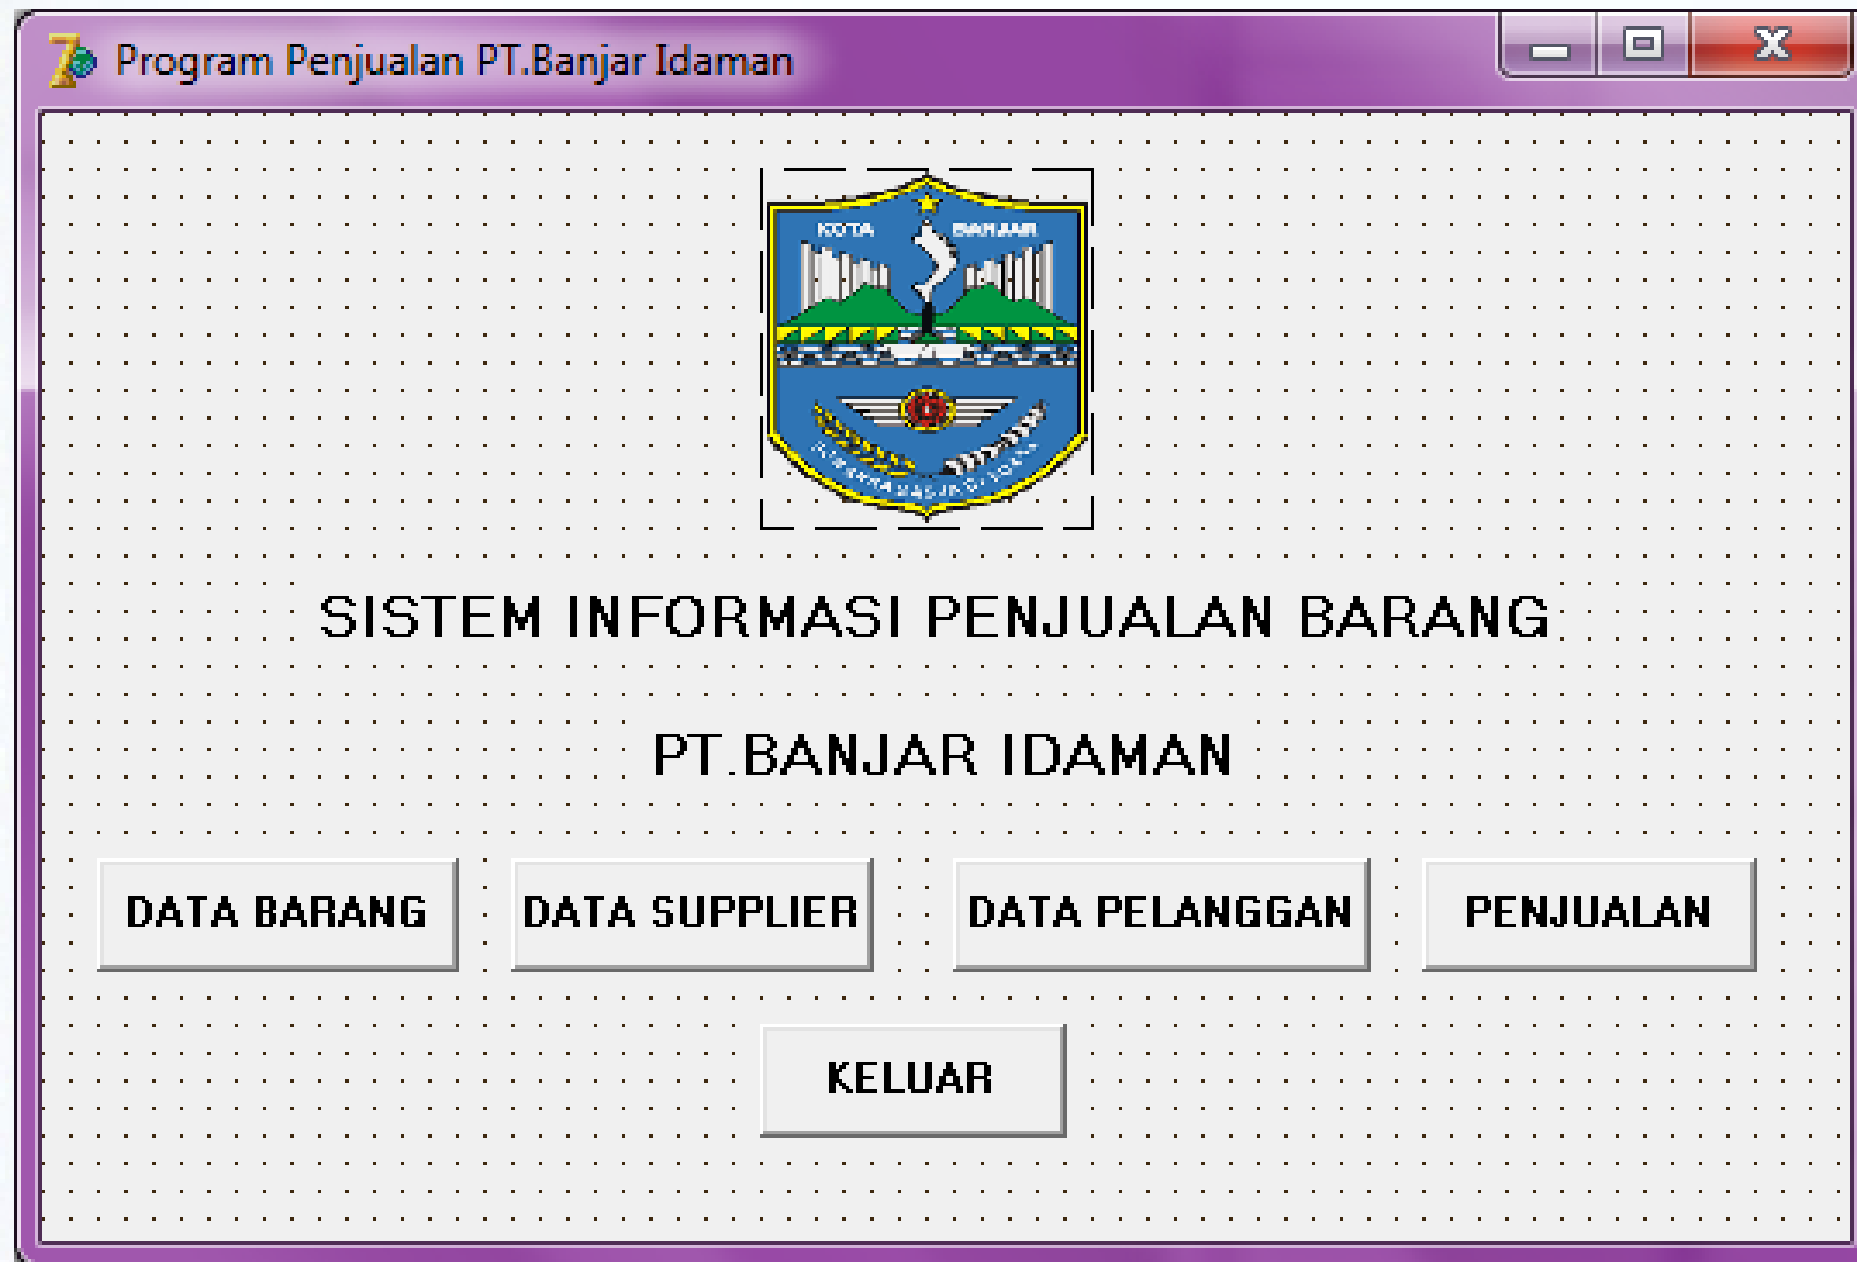 Program Penjualan PT.Banjar Idaman
KOTA BANJAR
SISTEM INFORMASI PENJUALAN BARANG
PT.BANJAR IDAMAN
DATA BARANG DATA SUPPLIER DATA PELANGGAN PENJUALAN
KELUAR